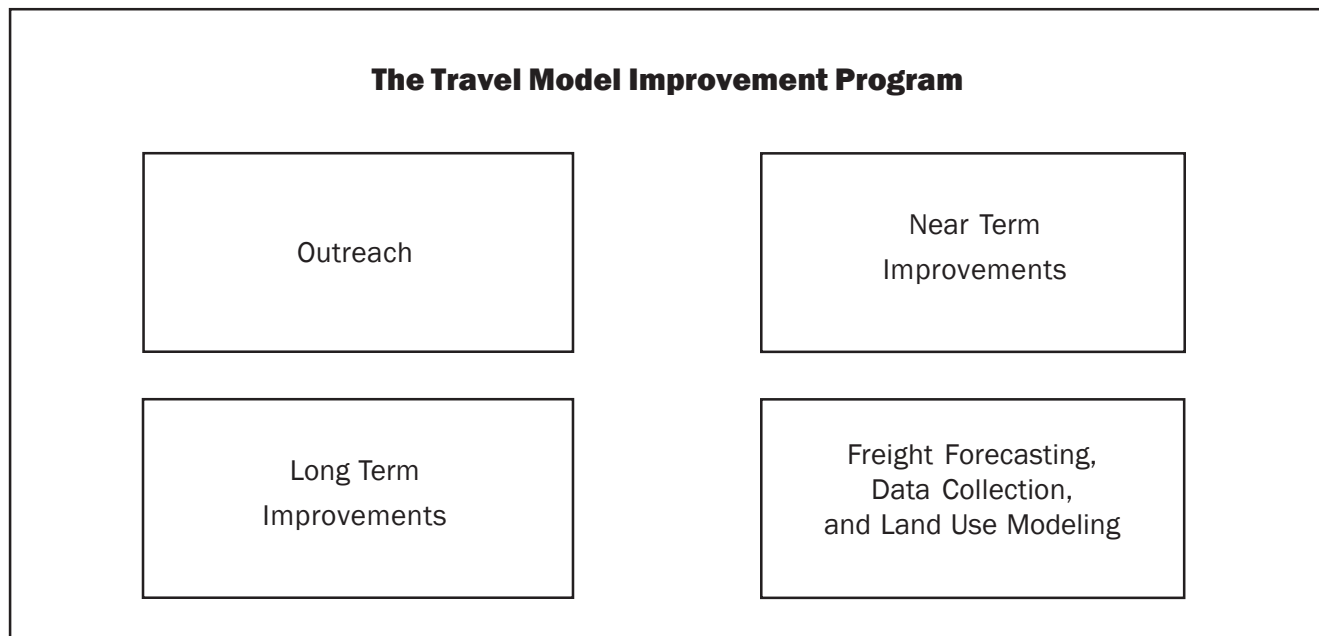 The Travel Model Improvement Program
Outreach
Near Term
Improvements
Long Term
Improvements
Freight Forecasting,
Data Collection,
and Land Use Modeling